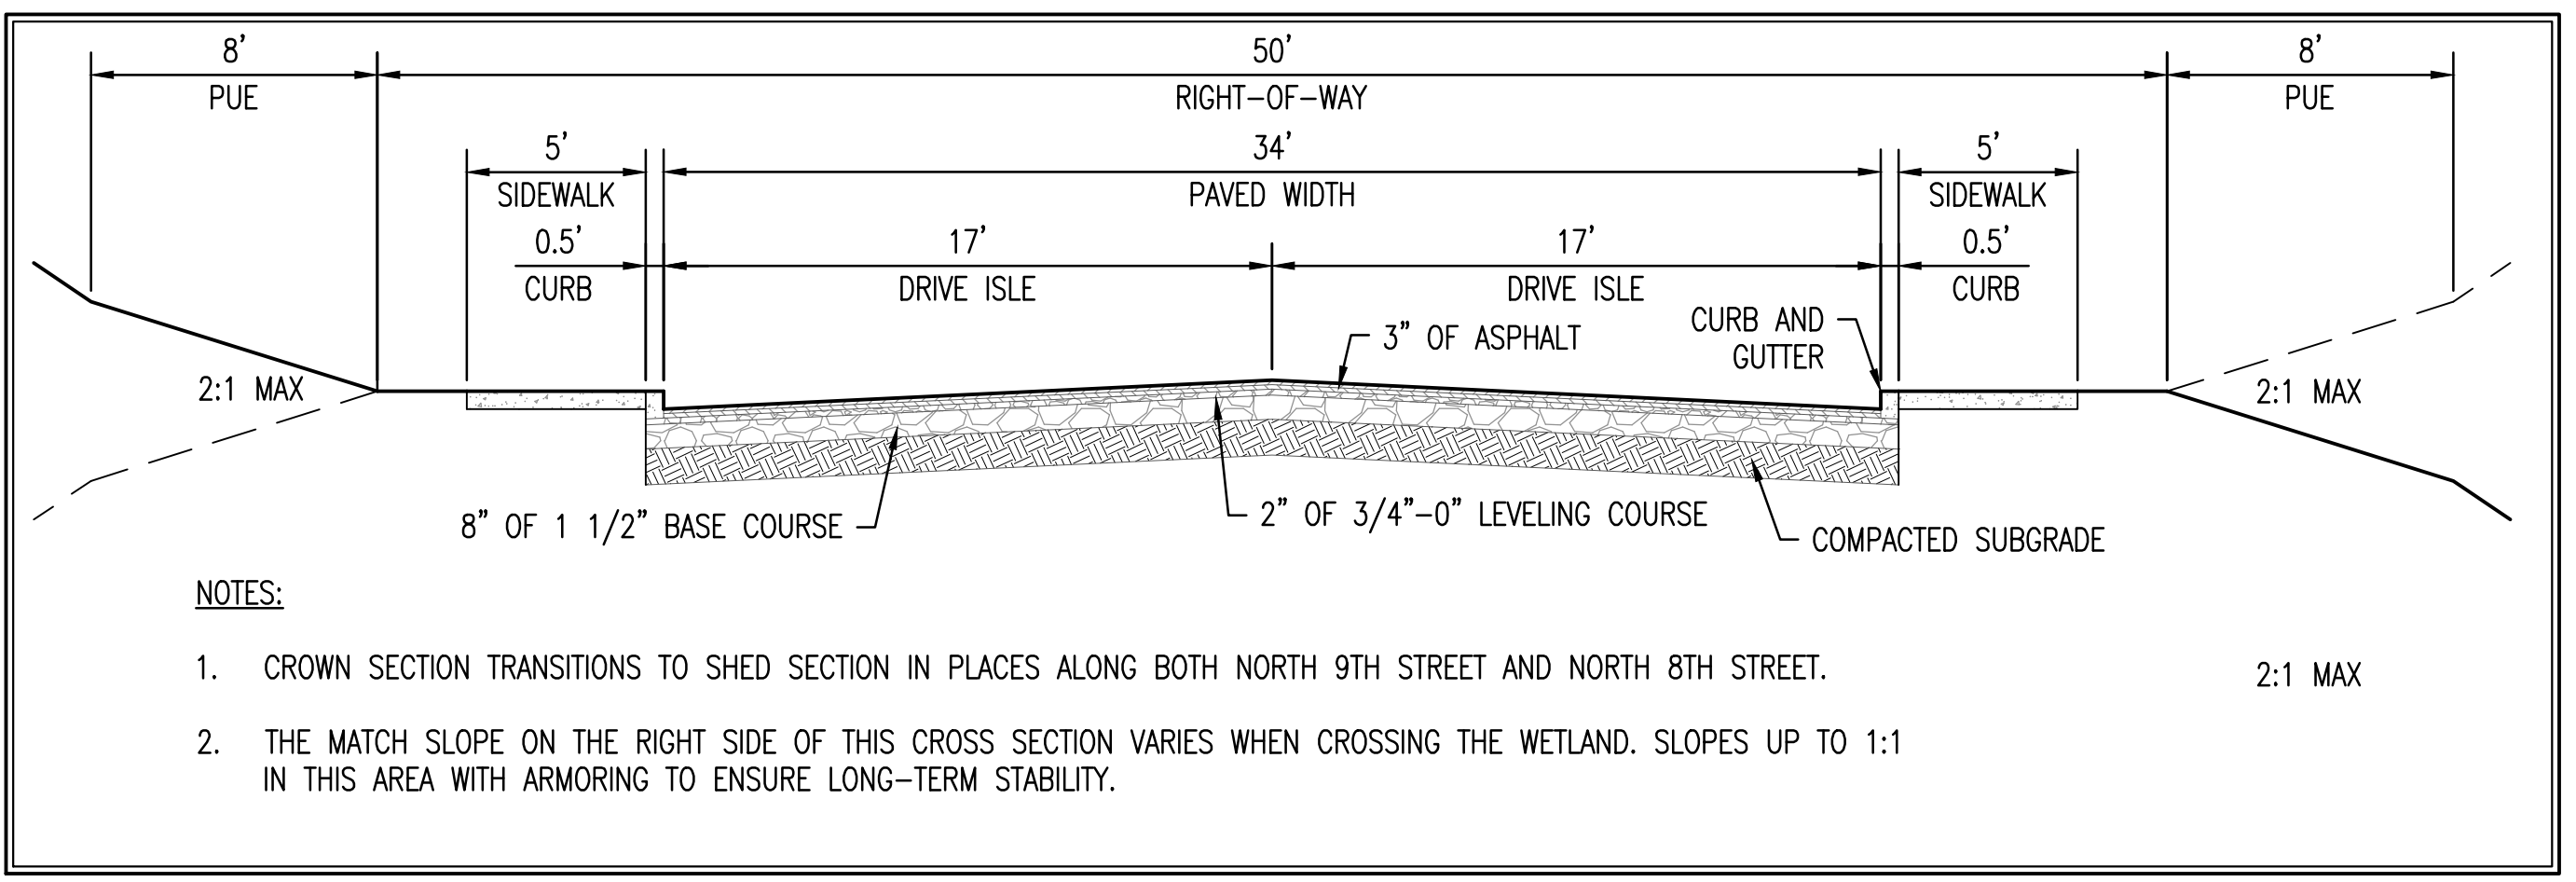 8' 50' 8'
PUE RIGHT-OF-WAY PUE
5' 34' 5'
SIDEWALK PAVED WIDTH SIDEWALK
0.5' 17' 17' 0.5'
CURB DRIVE ISLE DRIVE ISLE CURB
CURB AND
GUTTER
3" OF ASPHALT
2:1 MAX 2:1 MAX
8" OF 1 1/2" BASE COURSE
2" OF 3/4"-0" LEVELING COURSE
COMPACTED SUBGRADE
NOTES:
1. CROWN SECTION TRANSITIONS TO SHED SECTION IN PLACES ALONG BOTH NORTH 9TH STREET AND NORTH 8TH STREET.
2:1 MAX
2. THE MATCH SLOPE ON THE RIGHT SIDE OF THIS CROSS SECTION VARIES WHEN CROSSING THE WETLAND. SLOPES UP TO 1:1
IN THIS AREA WITH ARMORING TO ENSURE LONG-TERM STABILITY.